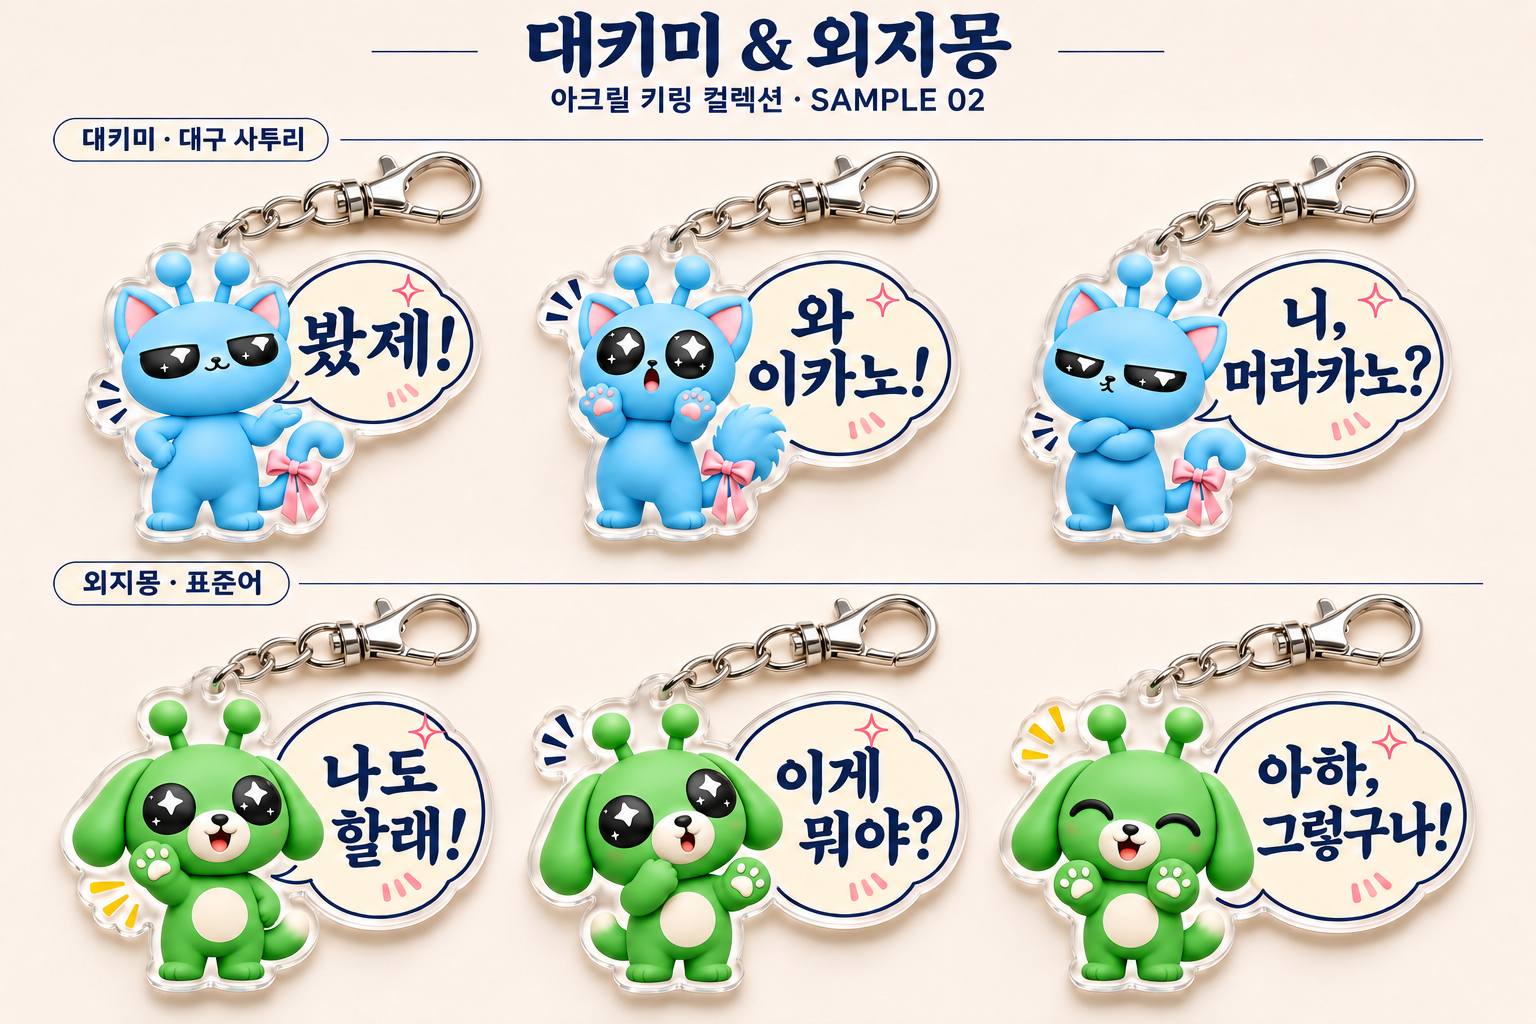 대키미 & 외지몽
아크릴 키링 컬렉션 · SAMPLE 02
대키미 · 대구 사투리
봤제!
와
이카노!
니,
머라카노?
외지몽 · 표준어
나도
할래!
이게
뭐야?
아하,
그렇구나!